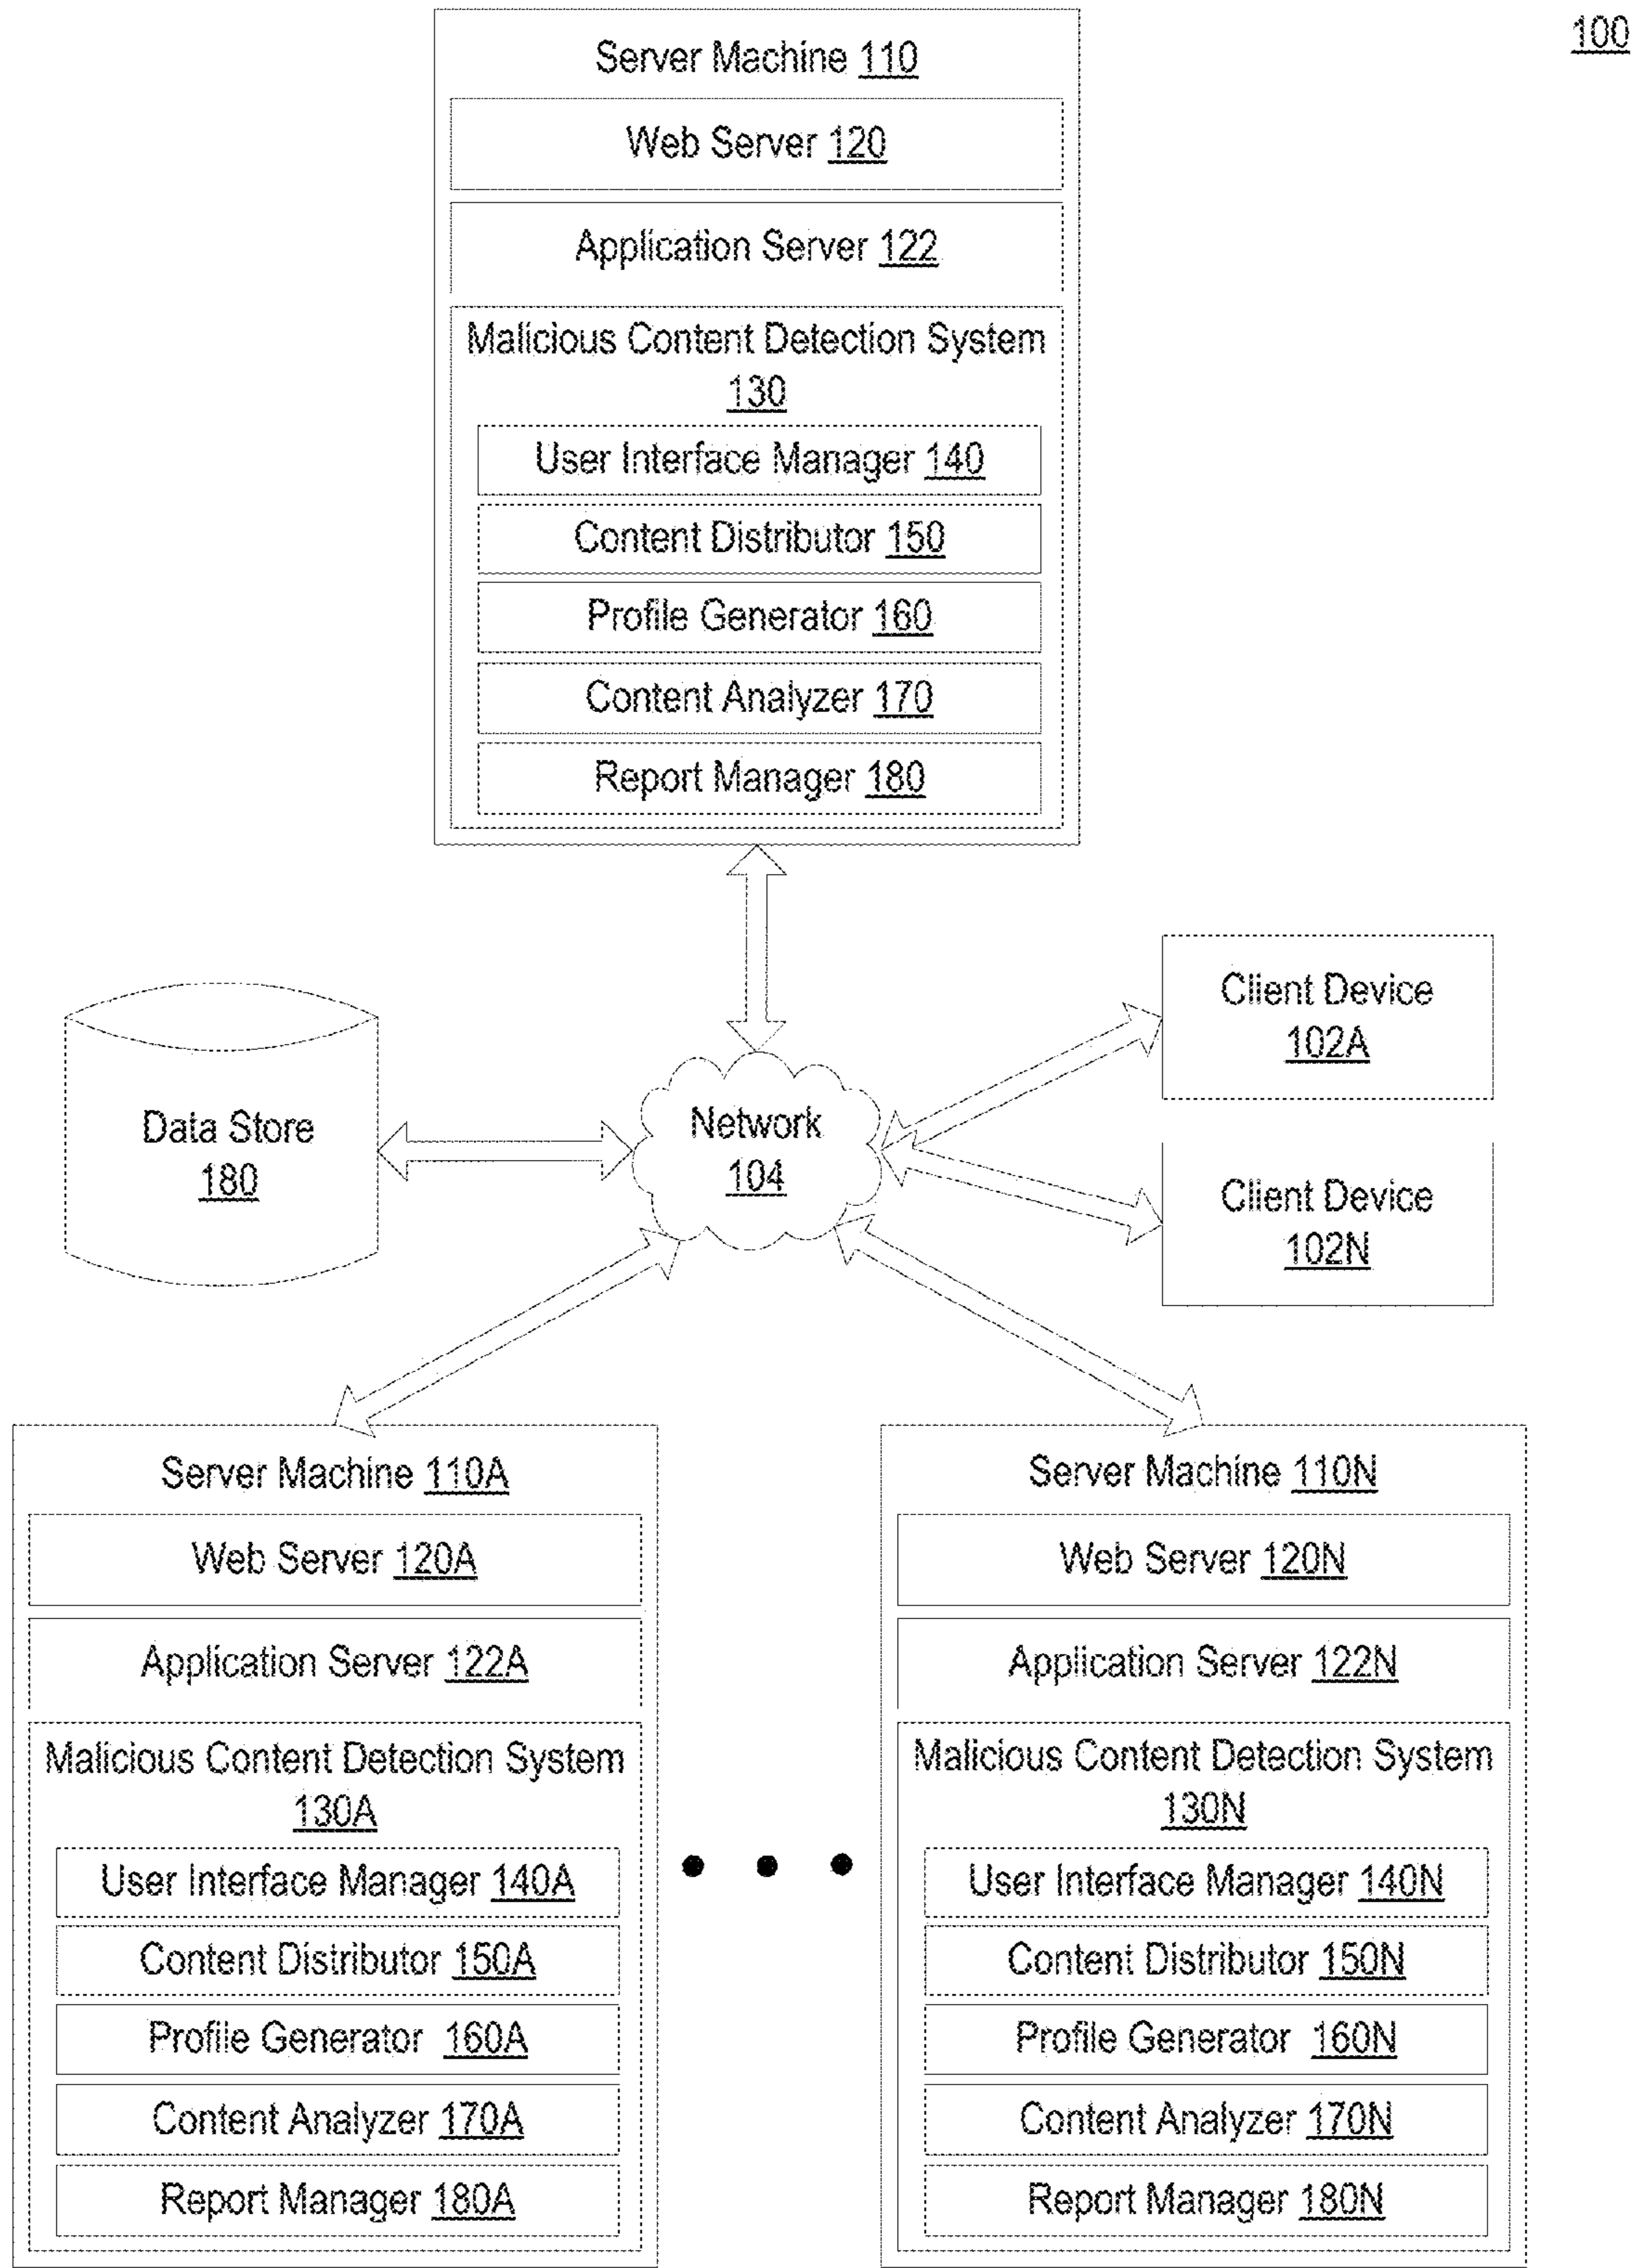 100
Server Machine 110
Web Server 120
Application Server 122
Malicious Content Detection System
130
User Interface Manager 140
Content Distributor 150
Profile Generator 160
Content Analyzer 170
Report Manager 180
Client Device
102A
Data Store
180
Network
104
Client Device
102N
Server Machine 110A
Web Server 120A
Application Server 122A
Malicious Content Detection System
130A
User Interface Manager 140A
Content Distributor 150A
Profile Generator 160A
Content Analyzer 170A
Report Manager 180A
Server Machine 110N
Web Server 120N
Application Server 122N
Malicious Content Detection System
130N
User Interface Manager 140N
Content Distributor 150N
Profile Generator 160N
Content Analyzer 170N
Report Manager 180N